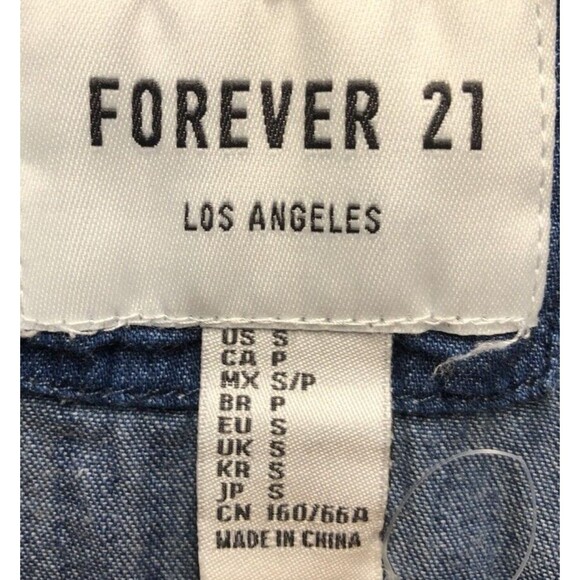 FOREVER 21
LOS ANGELES
US S
CA P
MX S/P
BR P
EU S
UK S
KR S
JP S
CN 160/66A
MADE IN CHINA